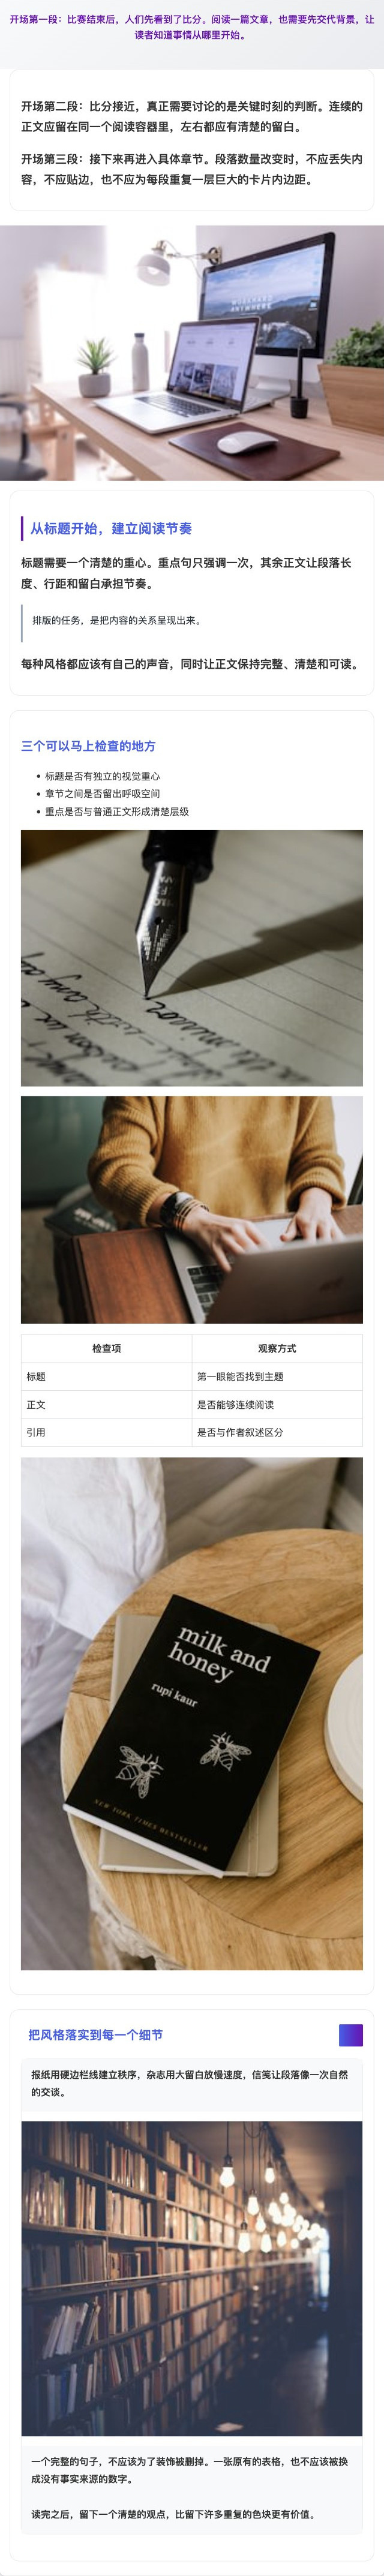 开场第一段：比赛结束后，人们先看到了比分。阅读一篇文章，也需要先交代背景，让
读者知道事情从哪里开始。
开场第二段：比分接近，真正需要讨论的是关键时刻的判断。连续的
正文应留在同一个阅读容器里，左右都应有清楚的留白。
开场第三段：接下来再进入具体章节。段落数量改变时，不应丢失内
容，不应贴边，也不应为每段重复一层巨大的卡片内边距。
从标题开始，建立阅读节奏
标题需要一个清楚的重心。重点句只强调一次，其余正文让段落长
度、行距和留白承担节奏。
排版的任务，是把内容的关系呈现出来。
每种风格都应该有自己的声音，同时让正文保持完整、清楚和可读。
三个可以马上检查的地方
• 标题是否有独立的视觉重心
• 章节之间是否留出呼吸空间
• 重点是否与普通正文形成清楚层级
检查项 观察方式
标题 第一眼能否找到主题
正文 是否能够连续阅读
引用 是否与作者叙述区分
milk and
honey
rupi kaur
NEW YORK TIMES BESTSELLER
把风格落实到每一个细节
报纸用硬边栏线建立秩序，杂志用大留白放慢速度，信笺让段落像一次自然
的交谈。
一个完整的句子，不应该为了装饰被删掉。一张原有的表格，也不应该被换
成没有事实来源的数字。
读完之后，留下一个清楚的观点，比留下许多重复的色块更有价值。